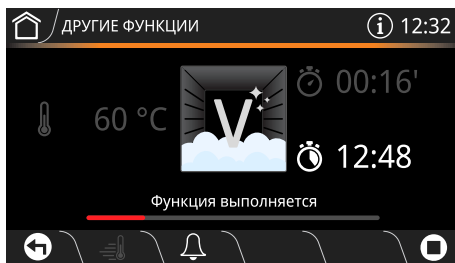 ДРУГИЕ ФУНКЦИИ
i 12:32
00:16'
60 °C
V
12:48
Функция выполняется